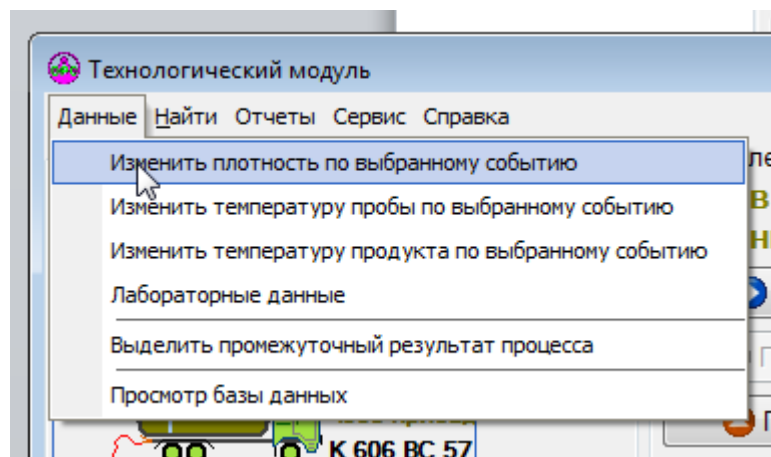 Технологический модуль
Данные Найти Отчеты Сервис Справка
Изменить плотность по выбранному событию
Изменить температуру пробы по выбранному событию
Изменить температуру продукта по выбранному событию
Лабораторные данные
Выделить промежуточный результат процесса
Просмотр базы данных
К 606 ВС 57